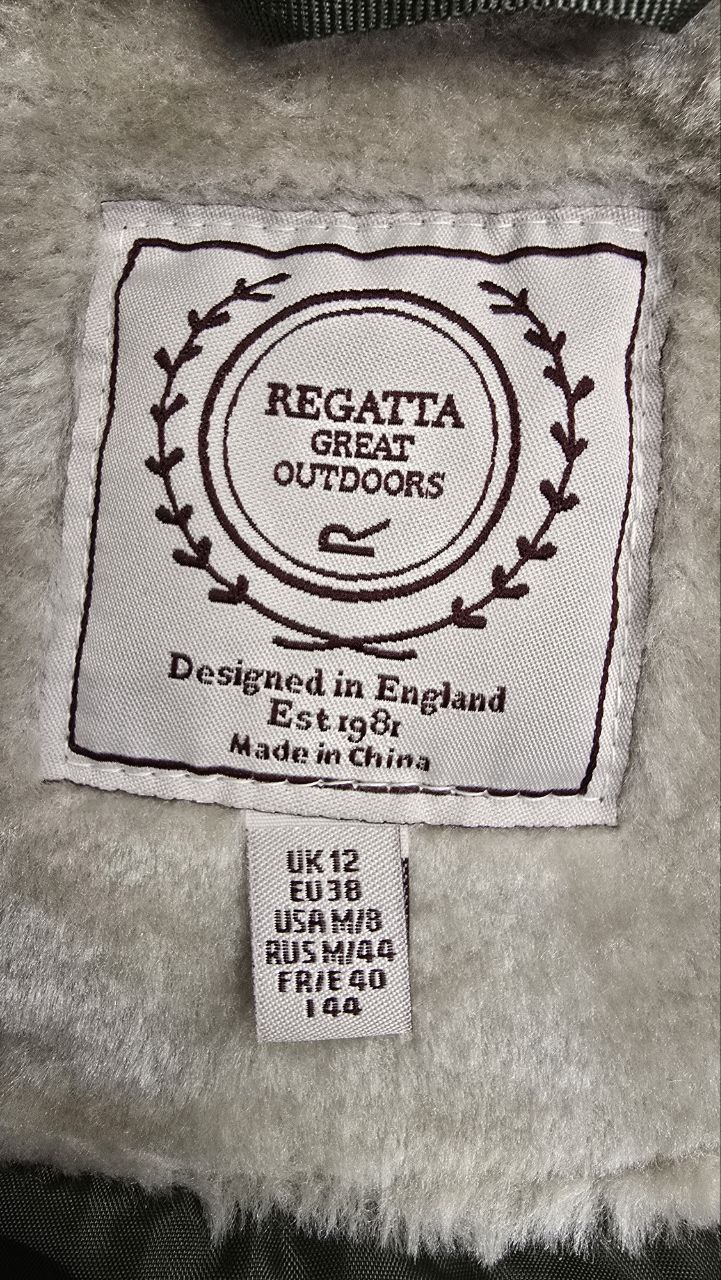 REGATTA
GREAT
OUTDOORS
R
Designed in England
Est 1981
Made in China
UK 12
EU 38
USA M/8
RUS M/44
FR/E 40
I 44